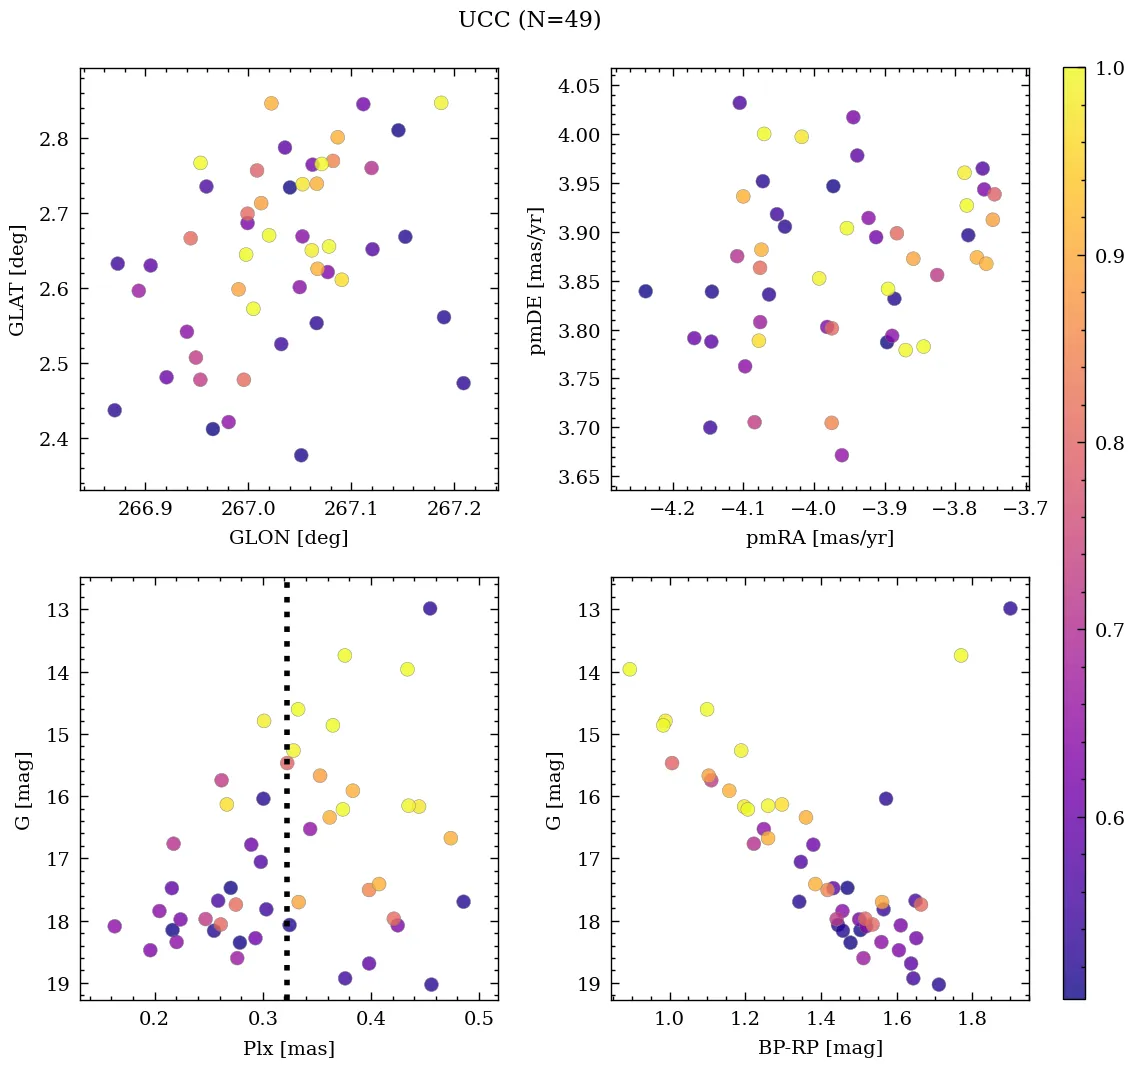 UCC (N=49)
2.8
2.7
2.6
2.5
2.4
GLAT [deg]
266.9 267.0 267.1 267.2
GLON [deg]
4.05
4.00
3.95
3.90
3.85
3.80
3.75
3.70
3.65
pmDE [mas/yr]
−4.2 −4.1 −4.0 −3.9 −3.8 −3.7
pmRA [mas/yr]
13
14
15
16
17
18
19
G [mag]
0.2 0.3 0.4 0.5
Plx [mas]
13
14
15
16
17
18
19
G [mag]
1.0 1.2 1.4 1.6 1.8
BP-RP [mag]
1.0
0.9
0.8
0.7
0.6